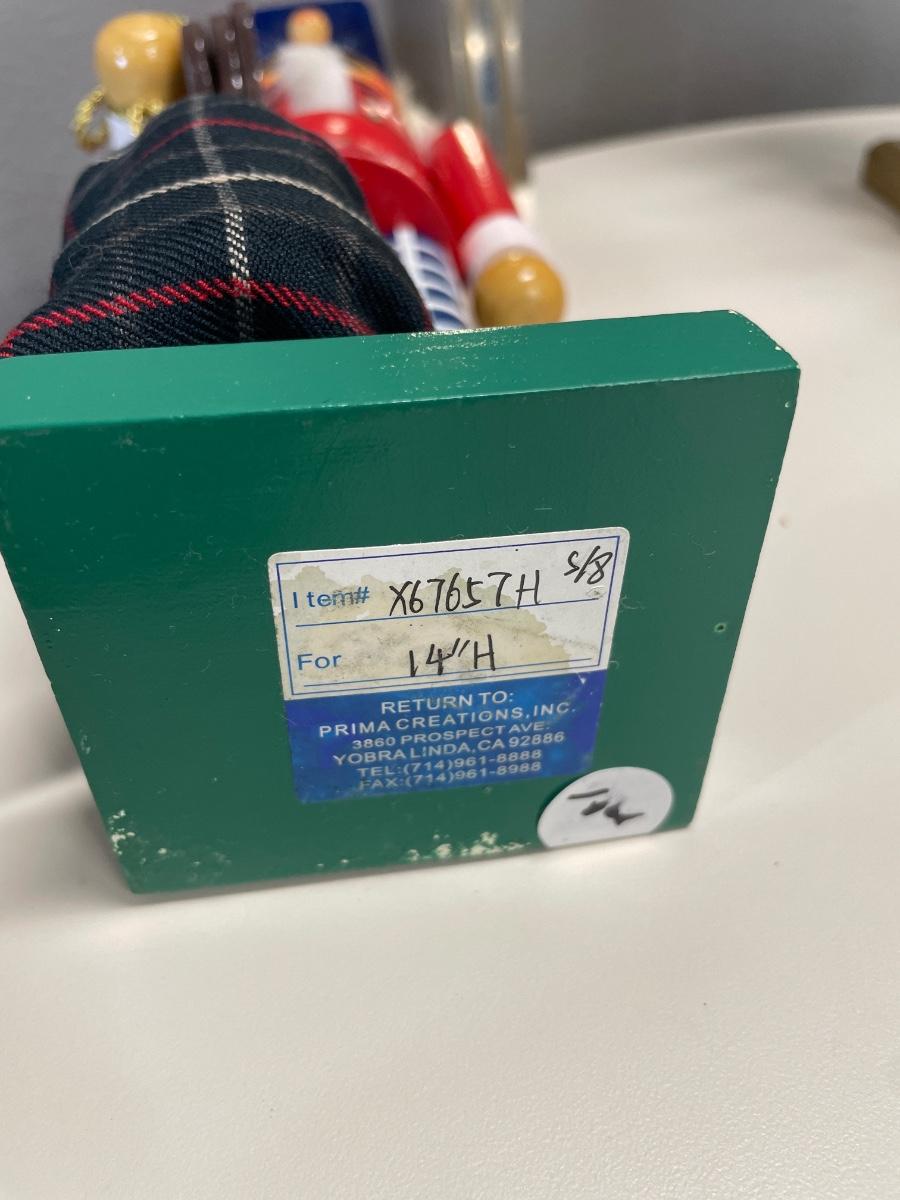 Item# X67657H S/8
For 14"H
RETURN TO:
PRIMA CREATIONS, INC.
3860 PROSPECT AVE.
YOBRA LINDA, CA 92886
TEL:(714)961-8888
FAX:(714)961-8988